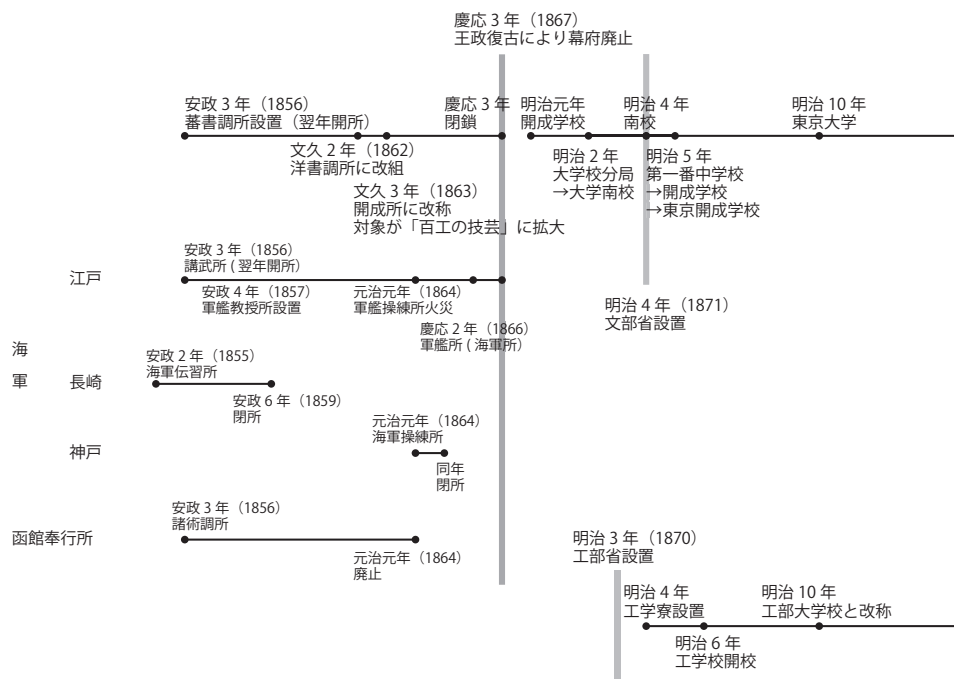 慶応 3 年（1867）
王政復古により幕府廃止
安政 3 年（1856）
蕃書調所設置（翌年開所）
慶応 3 年
閉鎖
明治元年
開成学校
明治 4 年
南校
明治 10 年
東京大学
文久 2 年（1862）
洋書調所に改組
明治 2 年
大学校分局
→大学南校
明治 5 年
第一番中学校
→開成学校
→東京開成学校
文久 3 年（1863）
開成所に改称
対象が「百工の技芸」に拡大
江戸
安政 3 年（1856）
講武所 ( 翌年開所）
安政 4 年（1857）
軍艦教授所設置
元治元年（1864）
軍艦操練所火災
慶応 2 年（1866）
軍艦所 ( 海軍所）
明治 4 年（1871）
文部省設置
海
軍
長崎
安政 2 年（1855）
海軍伝習所
安政 6 年（1859）
閉所
神戸
元治元年（1864）
海軍操練所
同年
閉所
函館奉行所
安政 3 年（1856）
諸術調所
元治元年（1864）
廃止
明治 3 年（1870）
工部省設置
明治 4 年
工学寮設置
明治 10 年
工部大学校と改称
明治 6 年
工学校開校